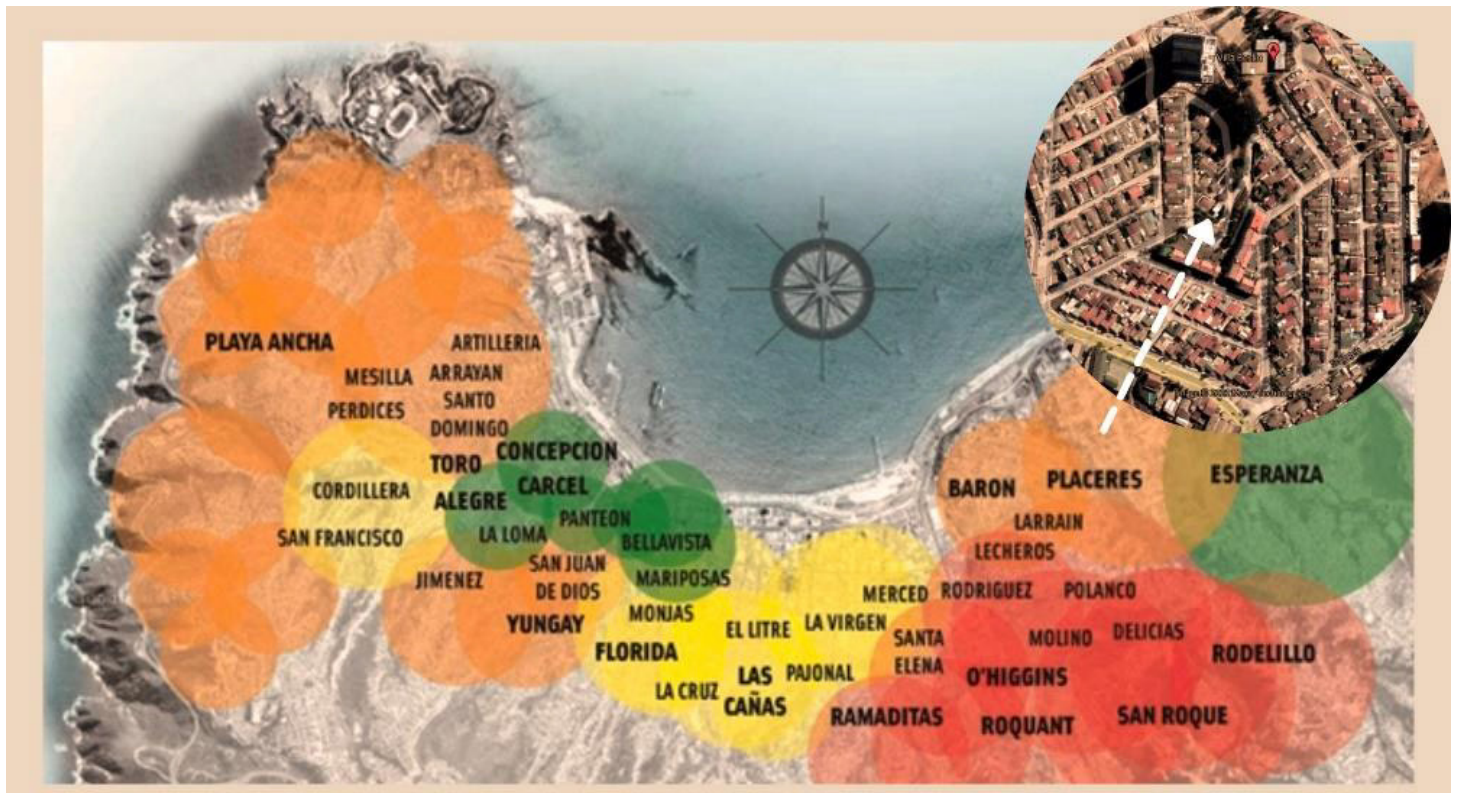 N
PLAYA ANCHA
ARTILLERIA
MESILLA
ARRAYAN
PERDICES
SANTO
DOMINGO
TORO
CONCEPCION
CORDILLERA
ALEGRE
CARCEL
SAN FRANCISCO
LA LOMA
PANTEON
BELLAVISTA
JIMENEZ
SAN JUAN
DE DIOS
MARIPOSAS
YUNGAY
MONJAS
FLORIDA
EL LITRE
LA VIRGEN
MERCED
LA CRUZ
LAS
CAÑAS
PAJONAL
BARON
PLACERES
ESPERANZA
LARRAIN
LECHEROS
RODRIGUEZ
POLANCO
SANTA
ELENA
MOLINO
DELICIAS
RODELILLO
O'HIGGINS
RAMADITAS
ROQUANT
SAN ROQUE
A